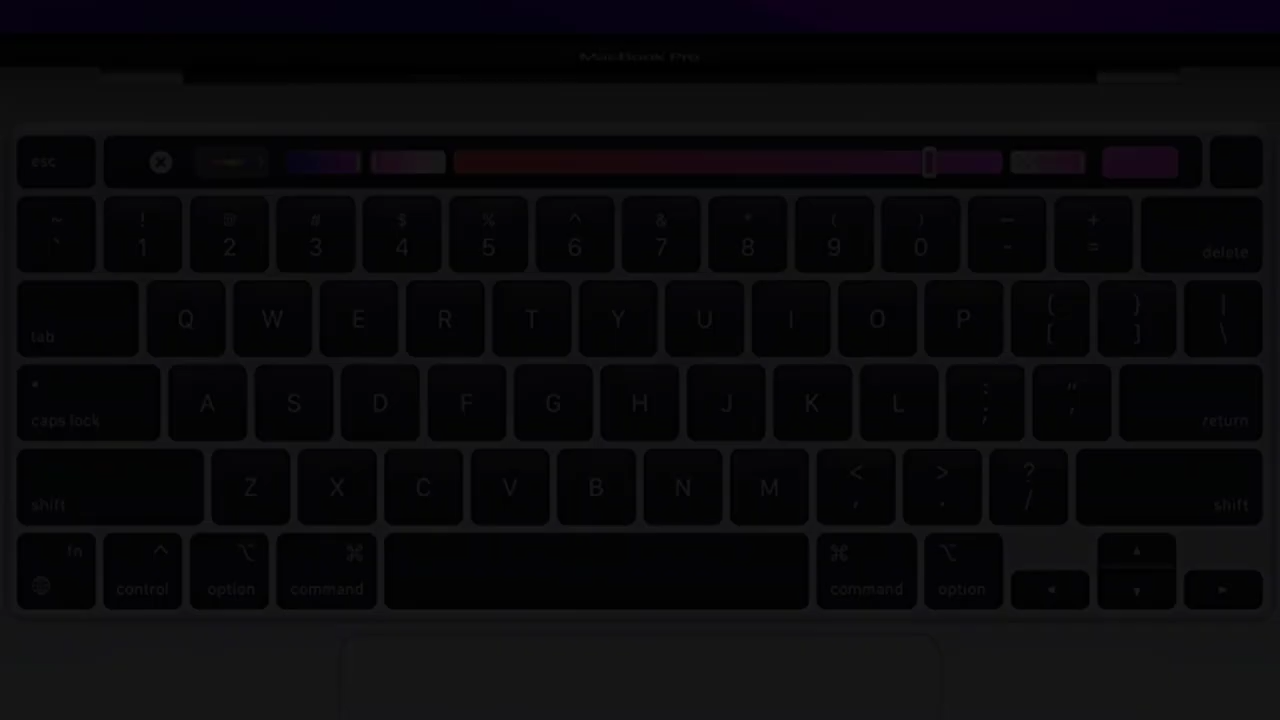 MacBook Pro
esc
~ ! @ # $ % ^ & * ( ) — +
` 1 2 3 4 5 6 7 8 9 0 - =
delete
Q W E R T Y U I O P { } |
tab [ ] \
A S D F G H J K L : "
caps lock ; ' return
Z X C V B N M < > ?
shift , . / shift
fn ^ ⌥ ⌘ ⌘ ⌥
control option command command option